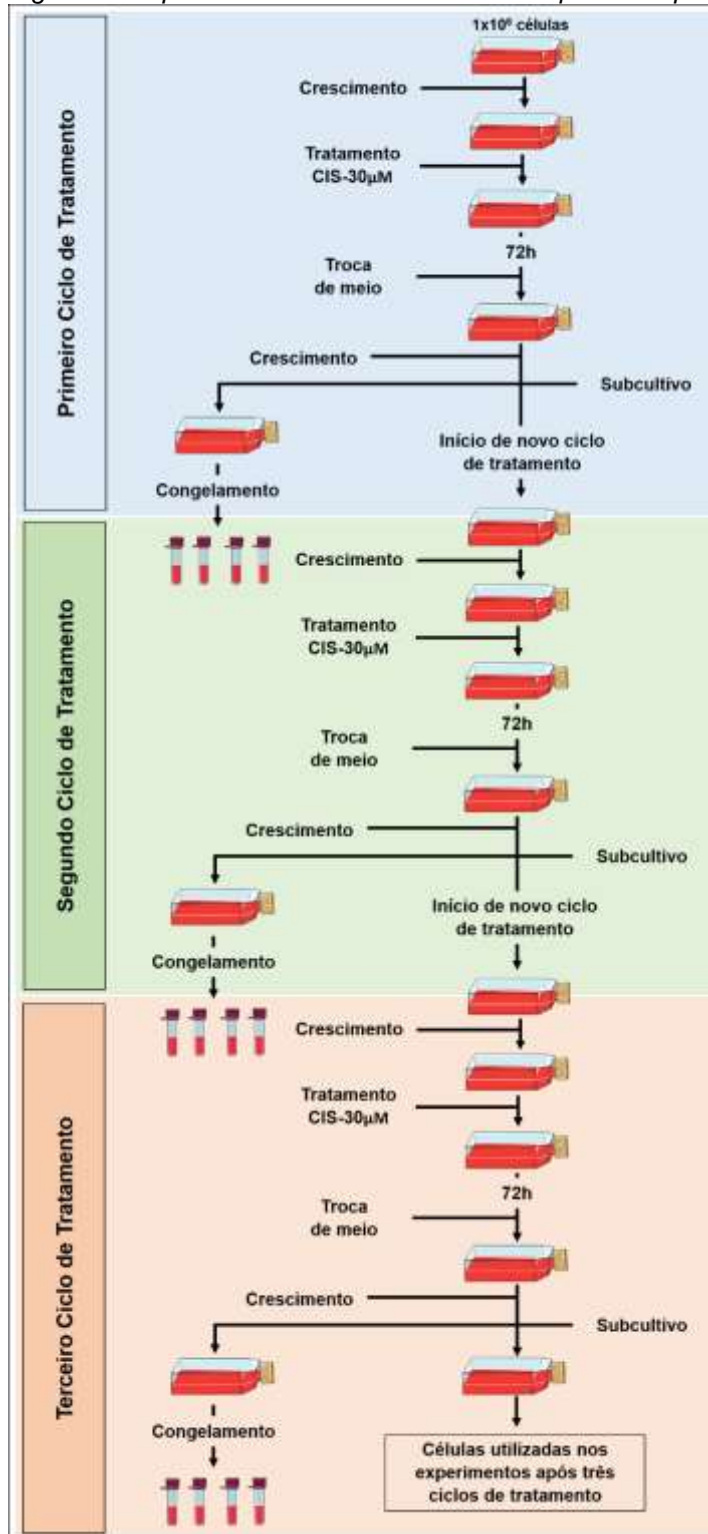 1x10⁶ células
Crescimento
Tratamento
CIS-30µM
72h
Troca
de meio
Crescimento
Subcultivo
Início de novo ciclo
de tratamento
Congelamento
Primeiro Ciclo de Tratamento
Crescimento
Tratamento
CIS-30µM
72h
Troca
de meio
Crescimento
Subcultivo
Início de novo ciclo
de tratamento
Congelamento
Segundo Ciclo de Tratamento
Crescimento
Tratamento
CIS-30µM
72h
Troca
de meio
Crescimento
Subcultivo
Congelamento
Células utilizadas nos
experimentos após três
ciclos de tratamento
Terceiro Ciclo de Tratamento